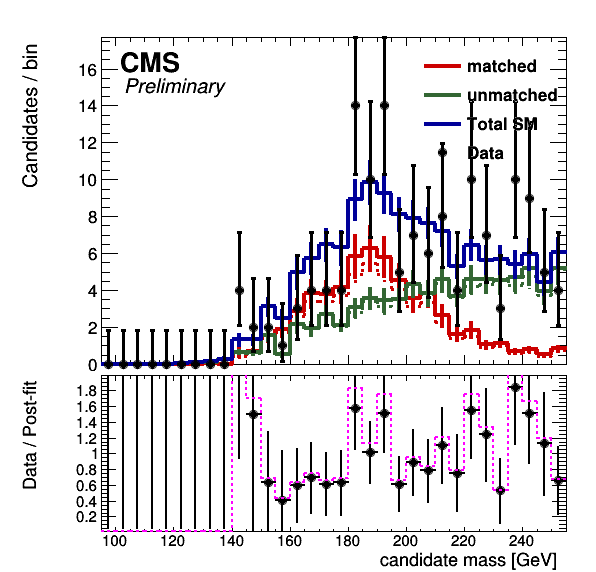 CMS
Preliminary
matched
unmatched
Total SM
Data
Candidates / bin
16
14
12
10
8
6
4
2
0
Data / Post-fit
1.8
1.6
1.4
1.2
1
0.8
0.6
0.4
0.2
100 120 140 160 180 200 220 240
candidate mass [GeV]